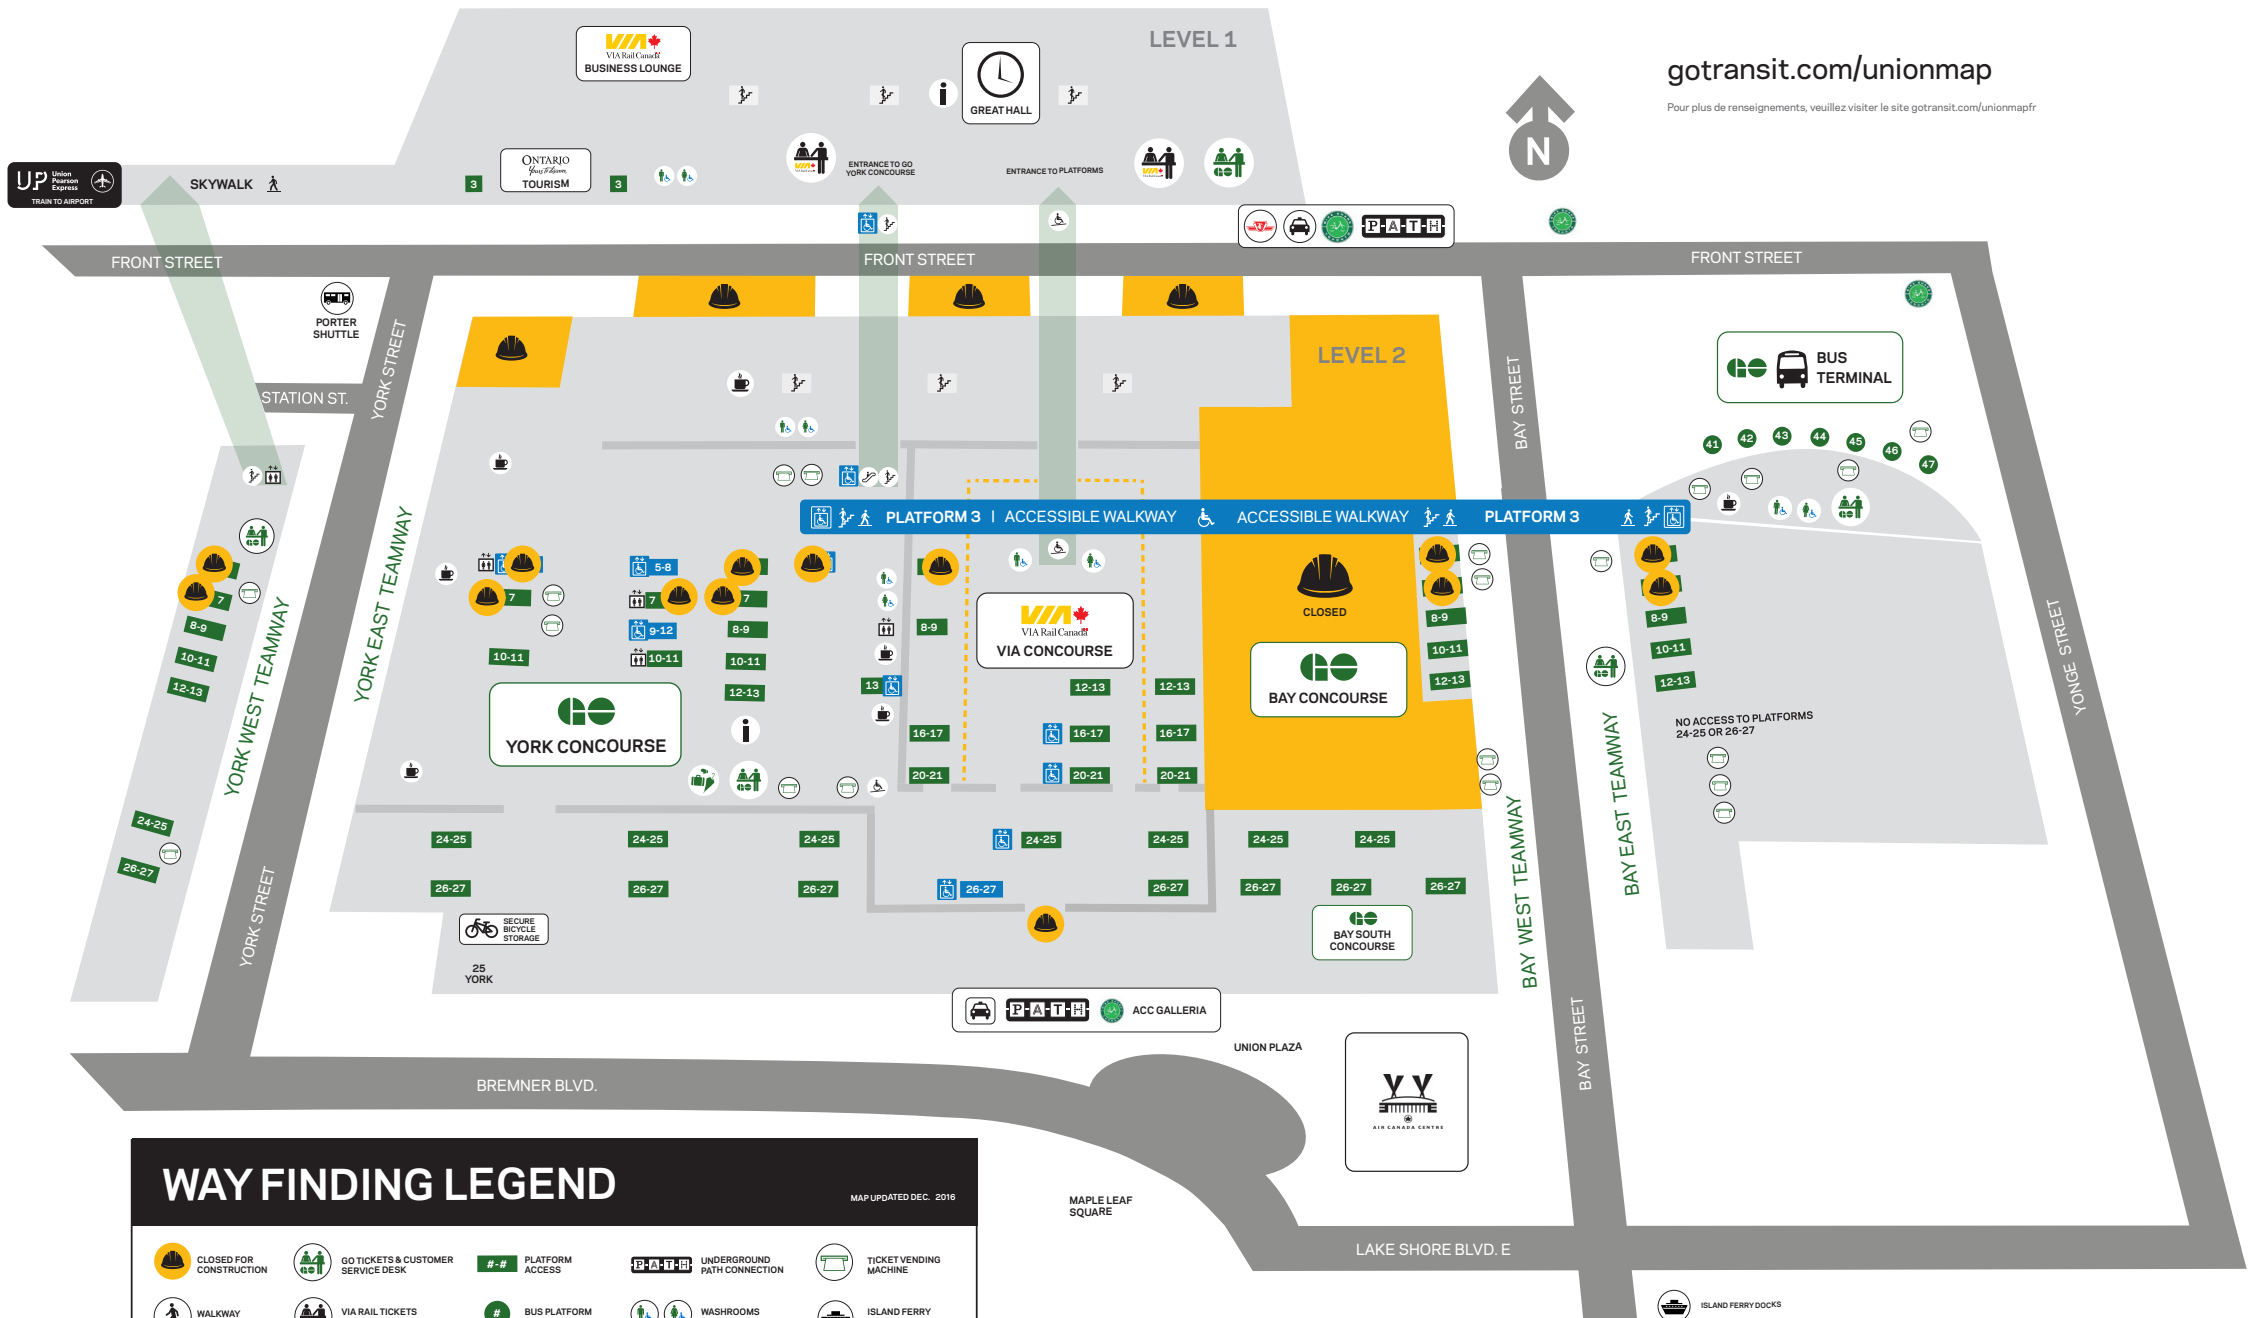 LEVEL 1
VIA Rail Canada
BUSINESS LOUNGE
GREAT HALL
gotransit.com/unionmap
Pour plus de renseignements, veuillez visiter le site gotransit.com/unionmapfr
N
UP Union
Pearson
Express
TRAIN TO AIRPORT
SKYWALK
3
ONTARIO
TOURISM
3
ENTRANCE TO GO
YORK CONCOURSE
ENTRANCE TO PLATFORMS
GO
P A T H
FRONT STREET
FRONT STREET
FRONT STREET
PORTER
SHUTTLE
STATION ST.
YORK STREET
LEVEL 2
BAY STREET
GO BUS
TERMINAL
41
42
43
44
45
46
47
PLATFORM 3 | ACCESSIBLE WALKWAY
ACCESSIBLE WALKWAY
PLATFORM 3
YORK EAST TEAMWAY
YORK WEST TEAMWAY
7
8-9
10-11
12-13
24-25
26-27
7
10-11
5-8
7
9-12
10-11
7
8-9
10-11
12-13
8-9
13
16-17
20-21
VIA Rail Canada
VIA CONCOURSE
12-13
16-17
20-21
12-13
16-17
20-21
CLOSED
GO
BAY CONCOURSE
8-9
10-11
12-13
8-9
10-11
12-13
NO ACCESS TO PLATFORMS
24-25 OR 26-27
GO
YORK CONCOURSE
YONGE STREET
BAY WEST TEAMWAY
BAY EAST TEAMWAY
24-25
24-25
24-25
24-25
24-25
24-25
24-25
26-27
26-27
26-27
26-27
26-27
26-27
26-27
26-27
YORK STREET
SECURE
BICYCLE
STORAGE
25
YORK
GO
BAY SOUTH
CONCOURSE
P A T H
ACC GALLERIA
UNION PLAZA
BAY STREET
AIR CANADA CENTRE
BREMNER BLVD.
MAPLE LEAF
SQUARE
LAKE SHORE BLVD. E
ISLAND FERRY DOCKS
WAY FINDING LEGEND
MAP UPDATED DEC. 2016
CLOSED FOR
CONSTRUCTION
GO TICKETS & CUSTOMER
SERVICE DESK
#-# PLATFORM
ACCESS
P A T H UNDERGROUND
PATH CONNECTION
TICKET VENDING
MACHINE
WALKWAY
VIA RAIL TICKETS
# BUS PLATFORM
WASHROOMS
ISLAND FERRY